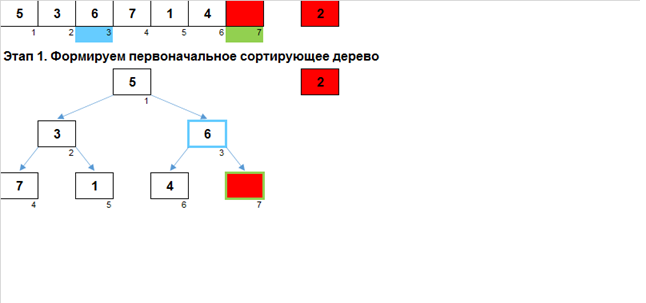 5 3 6 7 1 4 2
1 2 3 4 5 6 7
Этап 1. Формируем первоначальное сортирующее дерево
5 2
1
3 6
2 3
7 1 4
4 5 6 7